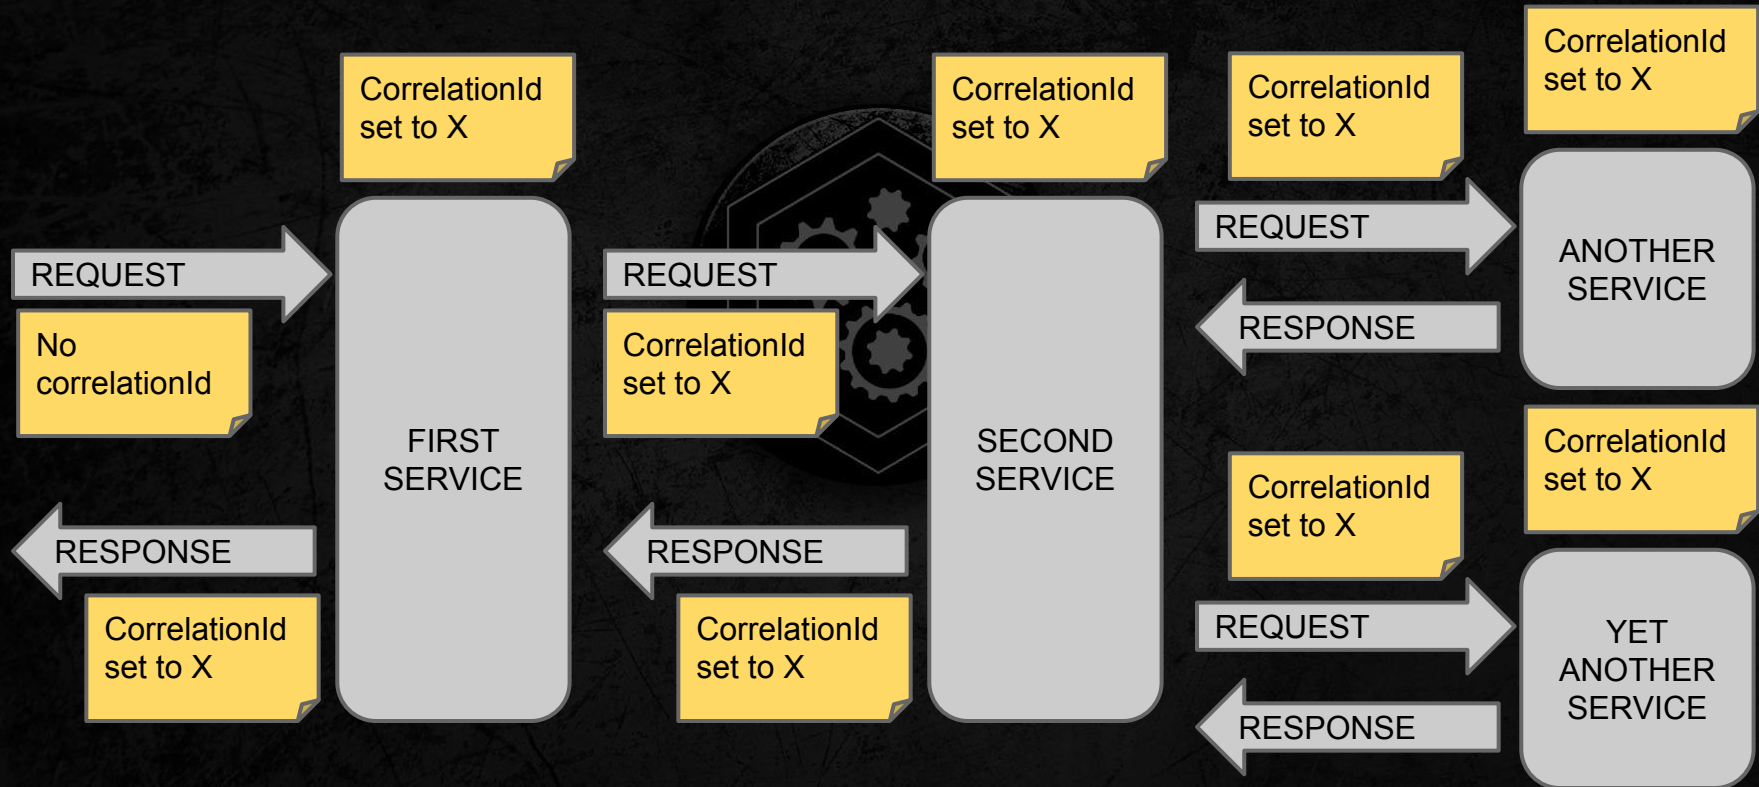 CorrelationId
set to X
REQUEST
No
correlationId
FIRST
SERVICE
RESPONSE
CorrelationId
set to X
CorrelationId
set to X
REQUEST
CorrelationId
set to X
SECOND
SERVICE
RESPONSE
CorrelationId
set to X
CorrelationId
set to X
REQUEST
CorrelationId
set to X
ANOTHER
SERVICE
RESPONSE
CorrelationId
set to X
REQUEST
CorrelationId
set to X
YET
ANOTHER
SERVICE
RESPONSE